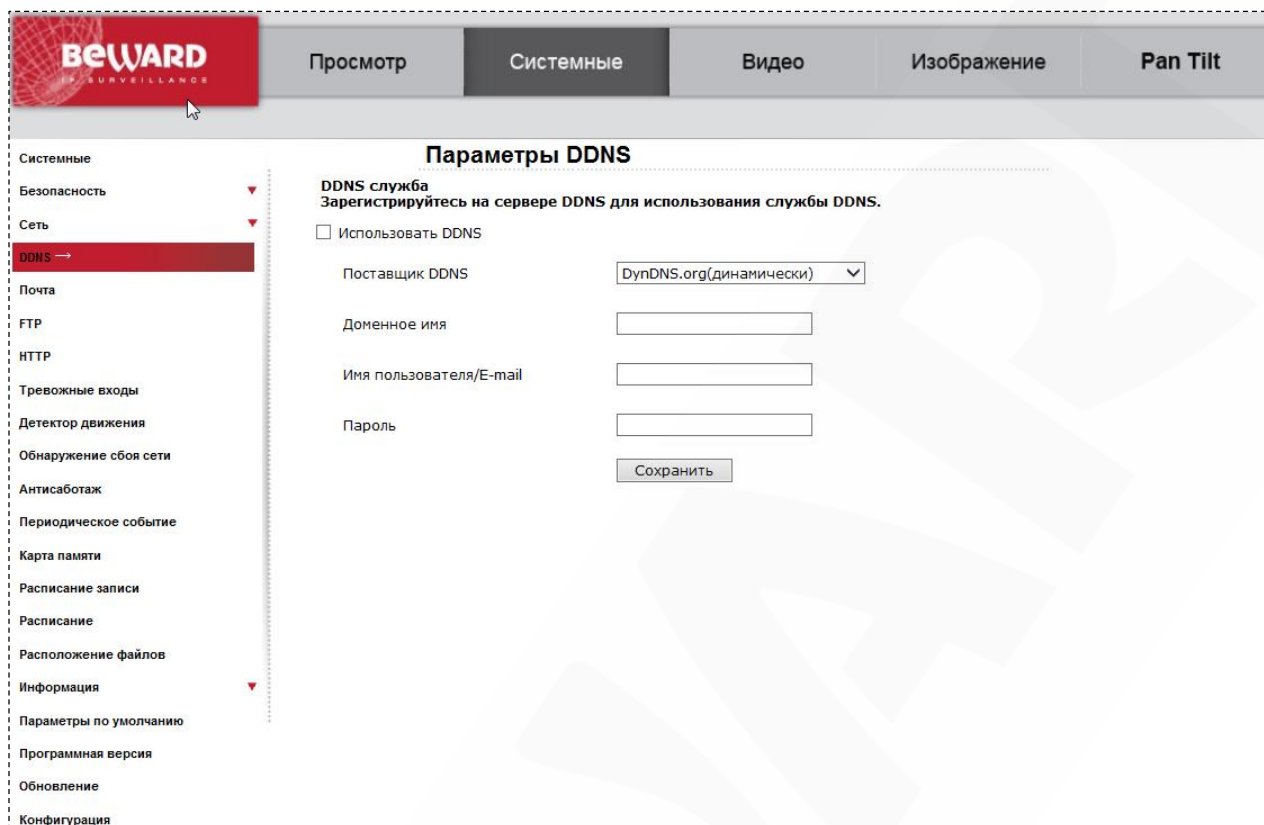 BEWARD
IP SURVEILLANCE
Просмотр
Системные
Видео
Изображение
Pan Tilt
Системные
Безопасность
Сеть
DDNS →
Почта
FTP
HTTP
Тревожные входы
Детектор движения
Обнаружение сбоя сети
Антисаботаж
Периодическое событие
Карта памяти
Расписание записи
Расписание
Расположение файлов
Информация
Параметры по умолчанию
Программная версия
Обновление
Конфигурация
Параметры DDNS
DDNS служба
Зарегистрируйтесь на сервере DDNS для использования службы DDNS.
Использовать DDNS
Поставщик DDNS
DynDNS.org(динамически)
Доменное имя
Имя пользователя/E-mail
Пароль
Сохранить